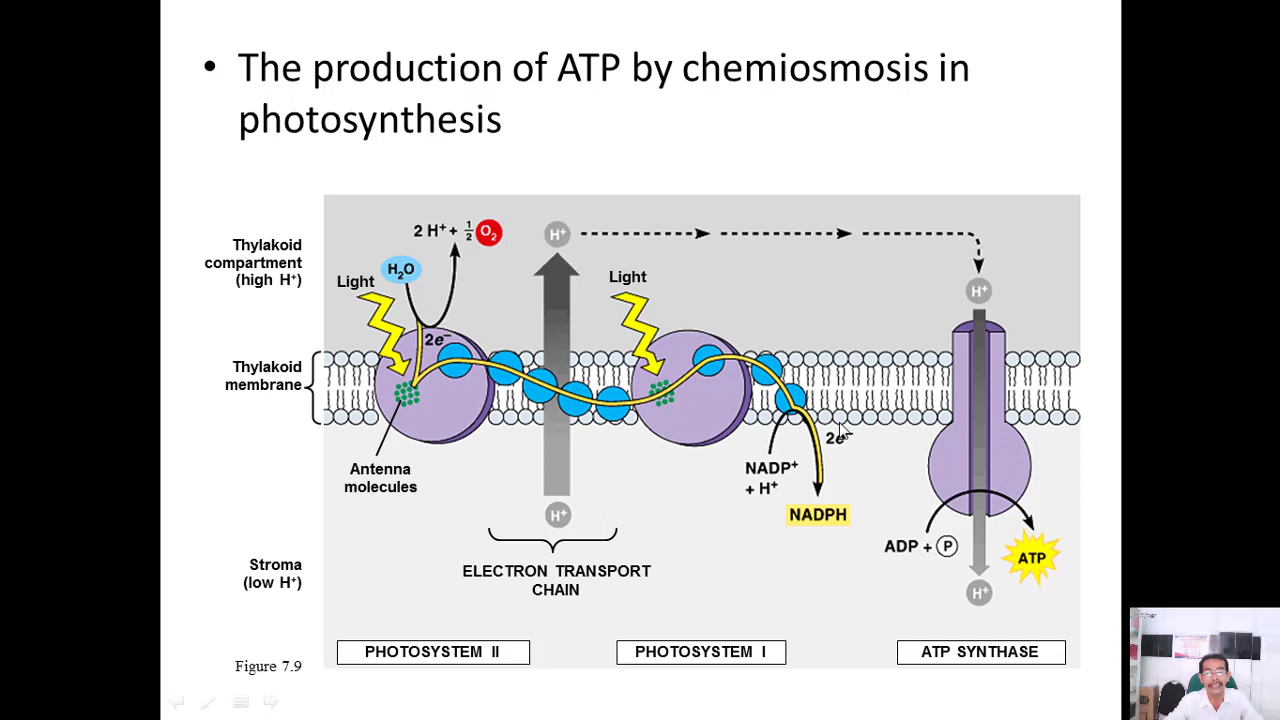 • The production of ATP by chemiosmosis in
photosynthesis
Thylakoid
compartment
(high H⁺)
2 H⁺ + ½ O₂
H⁺
H₂O
Light
Light
H⁺
2e⁻
Thylakoid
membrane
Antenna
molecules
2e⁻
NADP⁺
+ H⁺
NADPH
H⁺
ADP + P
ATP
ELECTRON TRANSPORT
CHAIN
Stroma
(low H⁺)
H⁺
PHOTOSYSTEM II
PHOTOSYSTEM I
ATP SYNTHASE
Figure 7.9